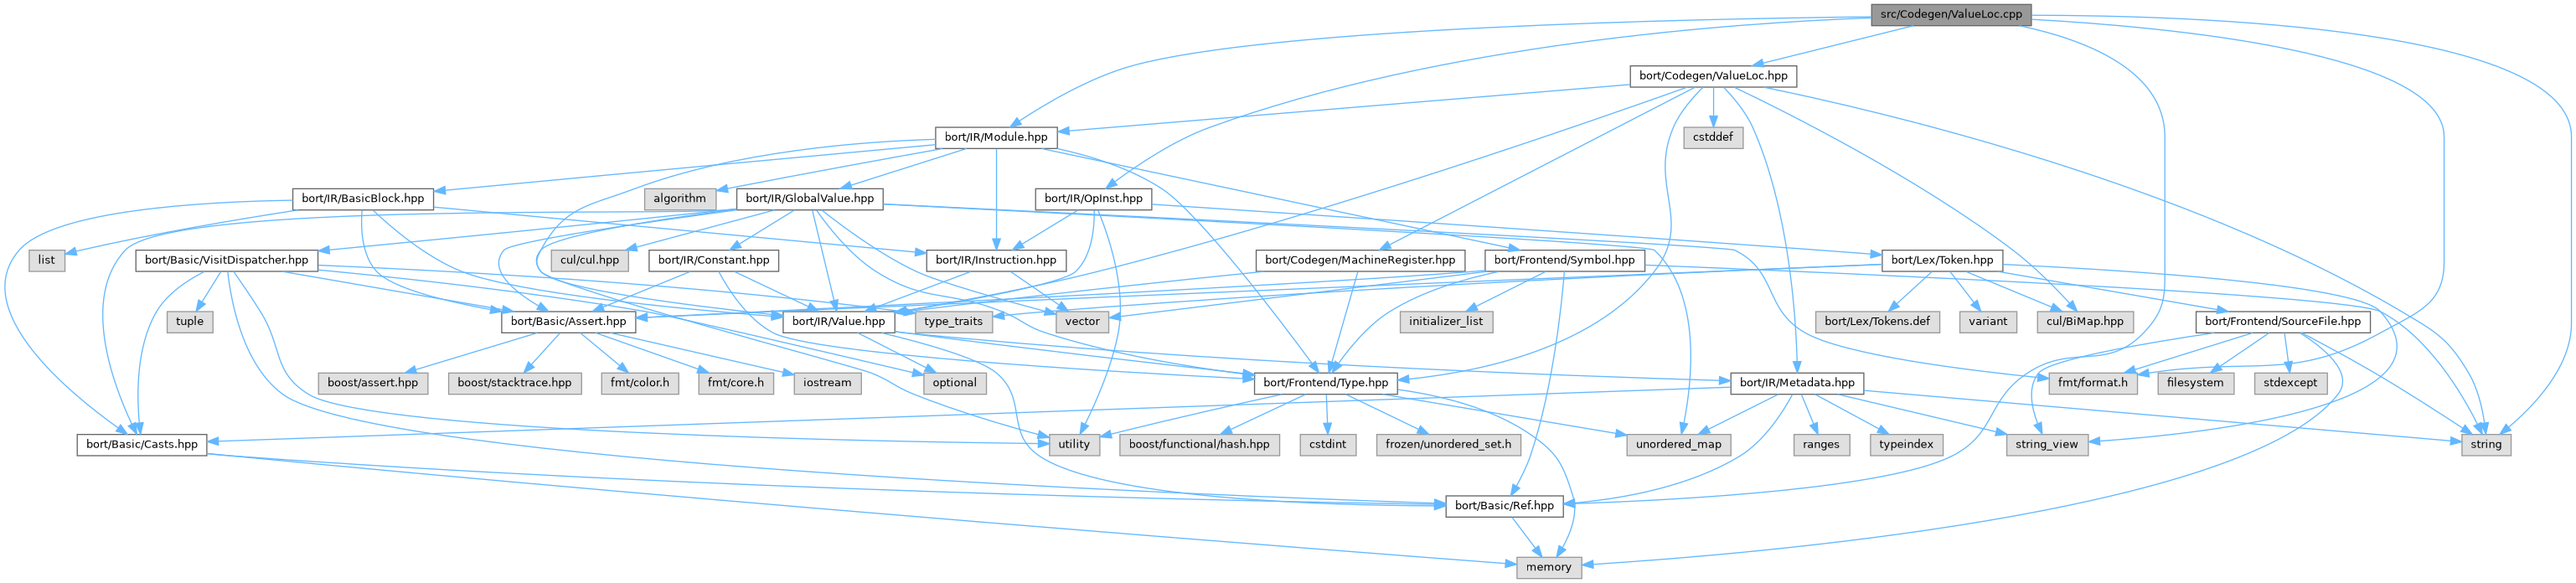 src/Codegen/ValueLoc.cpp
bort/Codegen/ValueLoc.hpp
bort/IR/Module.hpp
cstddef
bort/IR/BasicBlock.hpp
algorithm
bort/IR/GlobalValue.hpp
bort/IR/OpInst.hpp
list
bort/Basic/VisitDispatcher.hpp
cul/cul.hpp
bort/IR/Constant.hpp
bort/IR/Instruction.hpp
bort/Codegen/MachineRegister.hpp
bort/Frontend/Symbol.hpp
bort/Lex/Token.hpp
tuple
bort/Basic/Assert.hpp
bort/IR/Value.hpp
type_traits
vector
initializer_list
bort/Lex/Tokens.def
variant
cul/BiMap.hpp
bort/Frontend/SourceFile.hpp
boost/assert.hpp
boost/stacktrace.hpp
fmt/color.h
fmt/core.h
iostream
optional
bort/Frontend/Type.hpp
bort/IR/Metadata.hpp
fmt/format.h
filesystem
stdexcept
bort/Basic/Casts.hpp
utility
boost/functional/hash.hpp
cstdint
frozen/unordered_set.h
unordered_map
ranges
typeindex
string_view
string
bort/Basic/Ref.hpp
memory